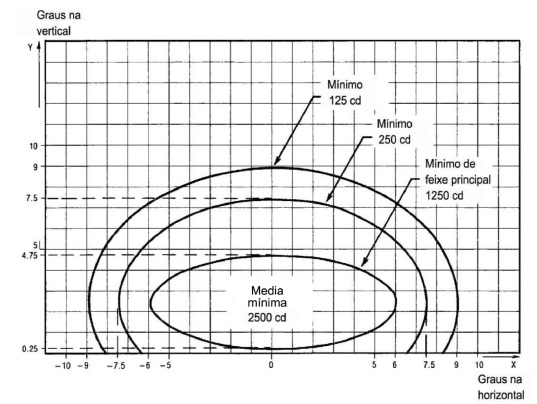 Graus na
vertical
Y
Mínimo
125 cd
Mínimo
250 cd
10
9
Mínimo de
feixe principal
1250 cd
7.5
5
4.75
Media
mínima
2500 cd
0.25
-10 -9 -7.5 -6 -5 0 5 6 7.5 9 10 X
Graus na
horizontal